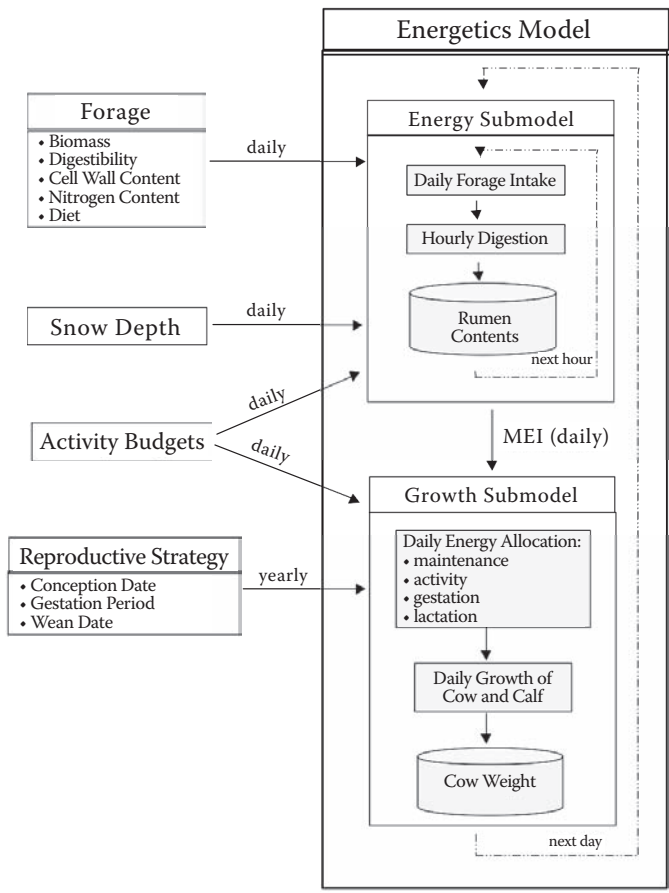 Energetics Model
Forage
• Biomass
• Digestibility
• Cell Wall Content
• Nitrogen Content
• Diet
daily
Energy Submodel
Daily Forage Intake
Hourly Digestion
Rumen
Contents
next hour
Snow Depth
daily
Activity Budgets
daily
daily
MEI (daily)
Growth Submodel
Daily Energy Allocation:
• maintenance
• activity
• gestation
• lactation
Reproductive Strategy
• Conception Date
• Gestation Period
• Wean Date
yearly
Daily Growth of
Cow and Calf
Cow Weight
next day